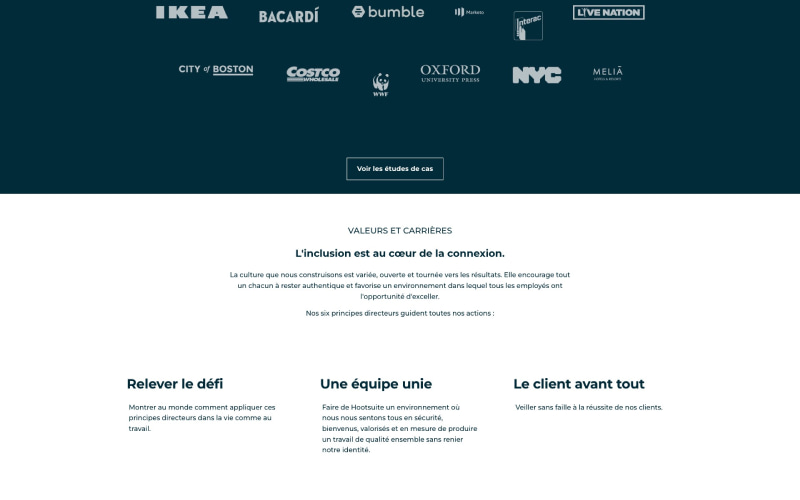 IKEA
BACARDÍ
bumble
Marketo
Interac
LIVE NATION
CITY of BOSTON
COSTCO
WHOLESALE
WWF
OXFORD
UNIVERSITY PRESS
NYC
MELIÁ
HOTELS & RESORTS
Voir les études de cas
VALEURS ET CARRIÈRES
L'inclusion est au cœur de la connexion.
La culture que nous construisons est variée, ouverte et tournée vers les résultats. Elle encourage tout
un chacun à rester authentique et favorise un environnement dans lequel tous les employés ont
l'opportunité d'exceller.
Nos six principes directeurs guident toutes nos actions :
Relever le défi
Montrer au monde comment appliquer ces
principes directeurs dans la vie comme au
travail.
Une équipe unie
Faire de Hootsuite un environnement où
nous nous sentons tous en sécurité,
bienvenus, valorisés et en mesure de produire
un travail de qualité ensemble sans renier
notre identité.
Le client avant tout
Veiller sans faille à la réussite de nos clients.